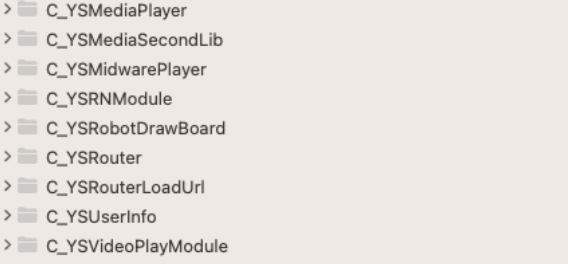 C_YSMediaPlayer
C_YSMediaSecondLib
C_YSMidwarePlayer
C_YSRNModule
C_YSRobotDrawBoard
C_YSRouter
C_YSRouterLoadUrl
C_YSUserInfo
C_YSVideoPlayModule